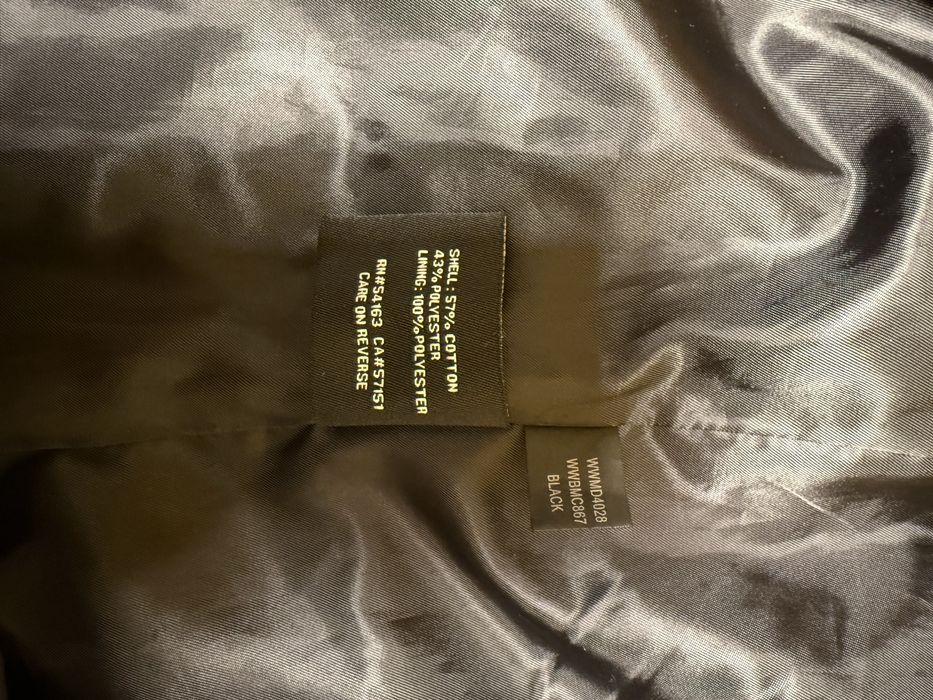 SHELL: 57% COTTON
43% POLYESTER
LINING: 100% POLYESTER
RN#54163 CA#57151
CARE ON REVERSE
WWMD4028
WWBMC867
BLACK